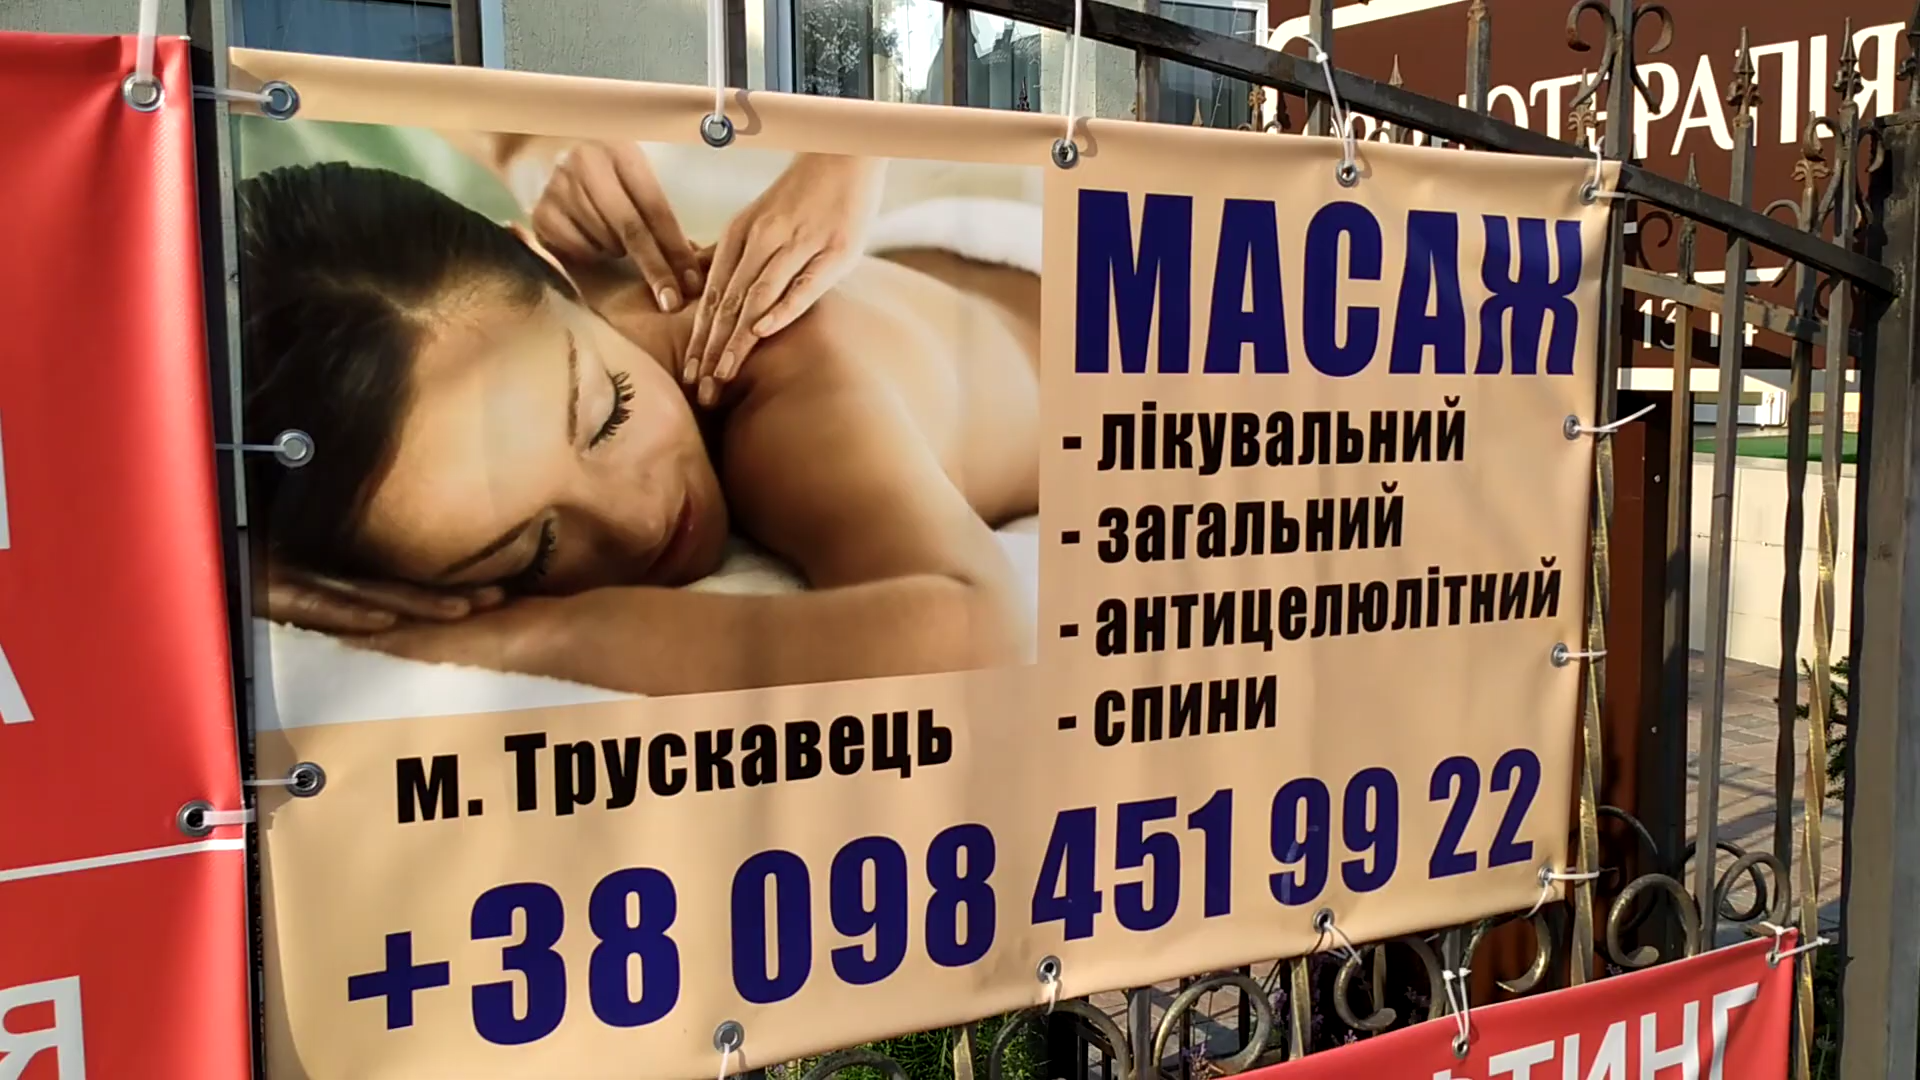 МАСАЖ
- лікувальний
- загальний
- антицелюлітний
- спини
м. Трускавець
+38 098 451 99 22